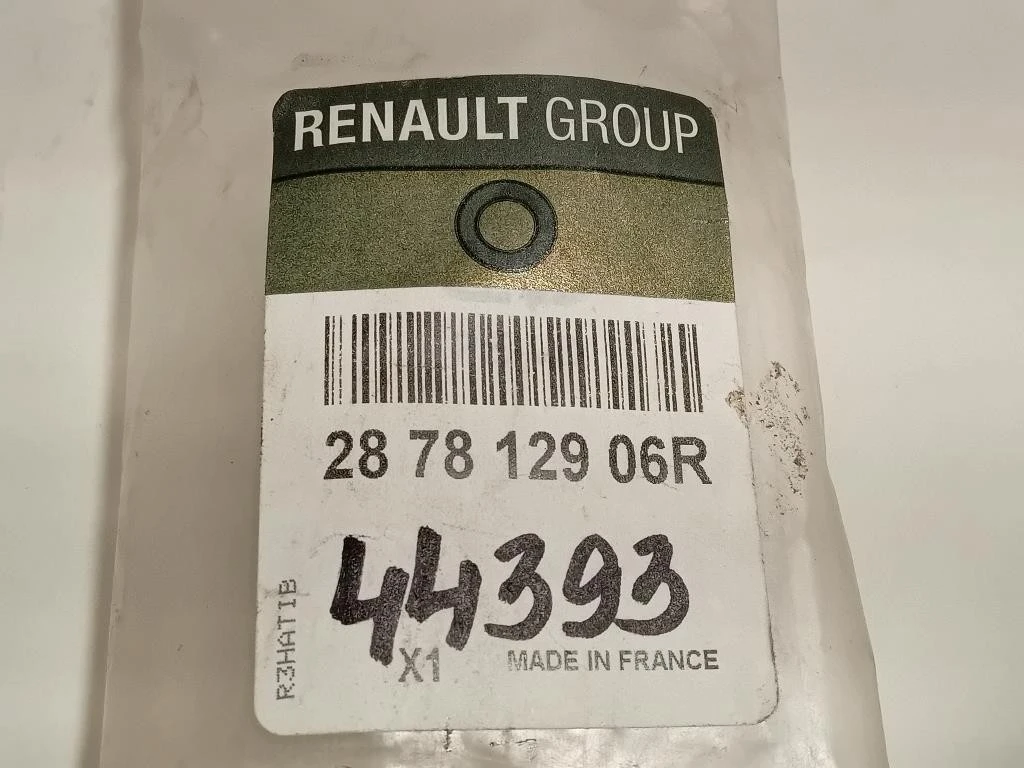 RENAULT GROUP
28 78 129 06R
44393
X1 MADE IN FRANCE
R3HATIB